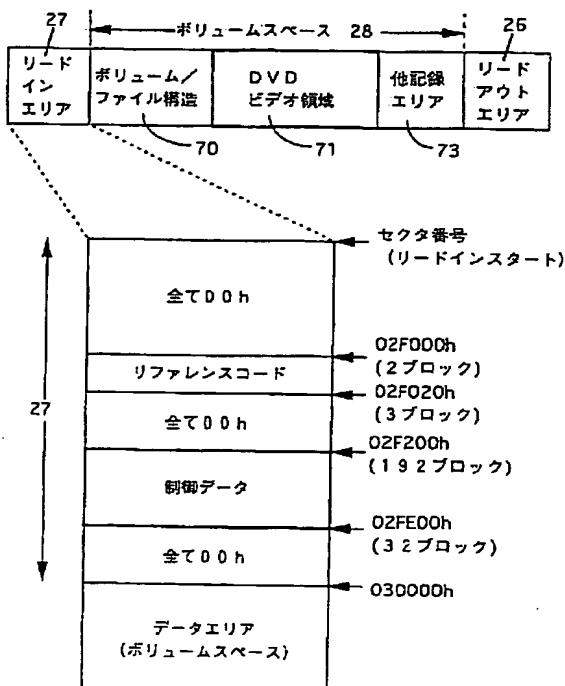 27
ボリュームスペース 28
26
リード
イン
エリア
ボリューム／
ファイル構造
DVD
ビデオ領域
他記録
エリア
リード
アウト
エリア
70
71
73
セクタ番号
(リードインスタート)
全てD0h
02F000h
(2ブロック)
リファレンスコード
02F020h
(3ブロック)
27
全て00h
02F200h
(192ブロック)
制御データ
02FE00h
(32ブロック)
全て00h
030000h
データエリア
(ボリュームスペース)